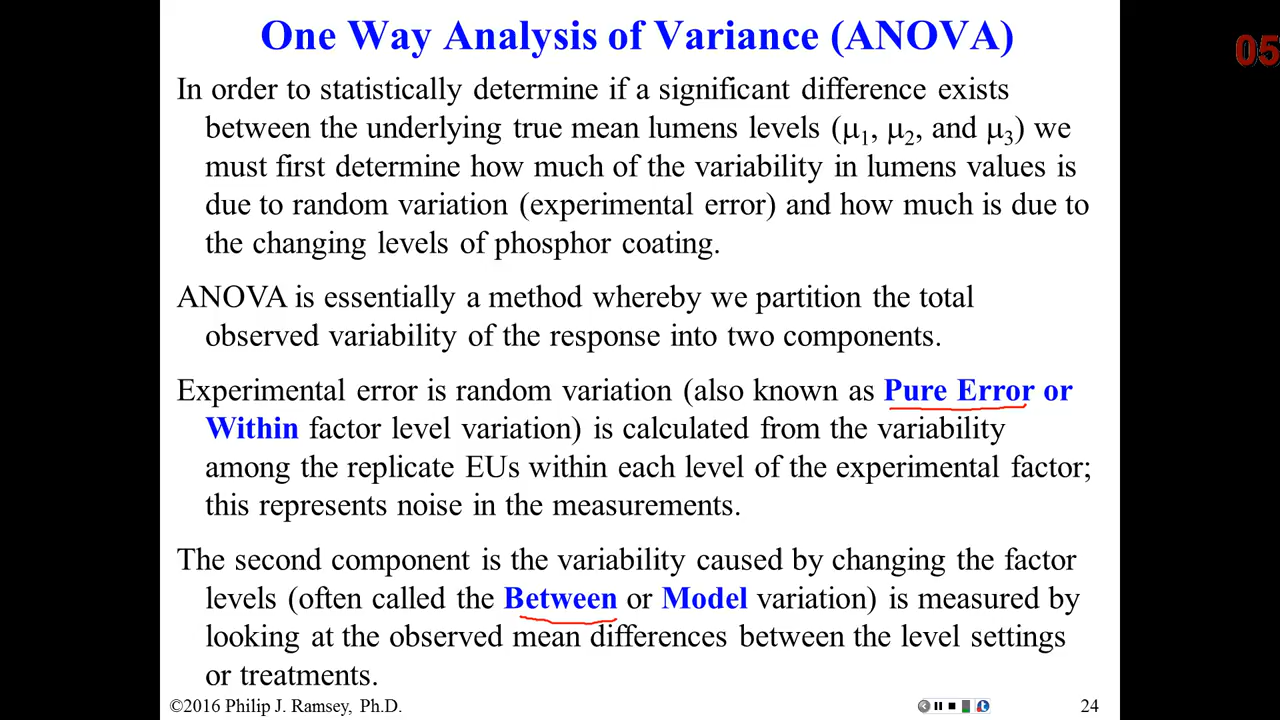 One Way Analysis of Variance (ANOVA)
05
In order to statistically determine if a significant difference exists
between the underlying true mean lumens levels (μ₁, μ₂, and μ₃) we
must first determine how much of the variability in lumens values is
due to random variation (experimental error) and how much is due to
the changing levels of phosphor coating.
ANOVA is essentially a method whereby we partition the total
observed variability of the response into two components.
Experimental error is random variation (also known as Pure Error or
Within factor level variation) is calculated from the variability
among the replicate EUs within each level of the experimental factor;
this represents noise in the measurements.
The second component is the variability caused by changing the factor
levels (often called the Between or Model variation) is measured by
looking at the observed mean differences between the level settings
or treatments.
©2016 Philip J. Ramsey, Ph.D.
24